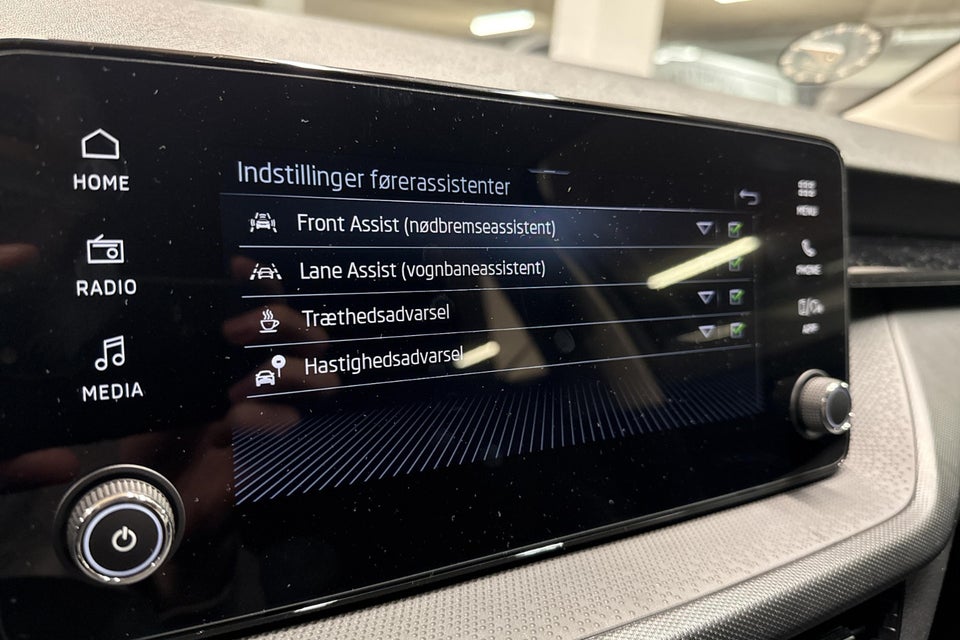 HOME
RADIO
MEDIA
Indstillinger førerassistenter
Front Assist (nødbremseassistent)
Lane Assist (vognbaneassistent)
Træthedsadvarsel
Hastighedsadvarsel
MENU
PHONE
APP